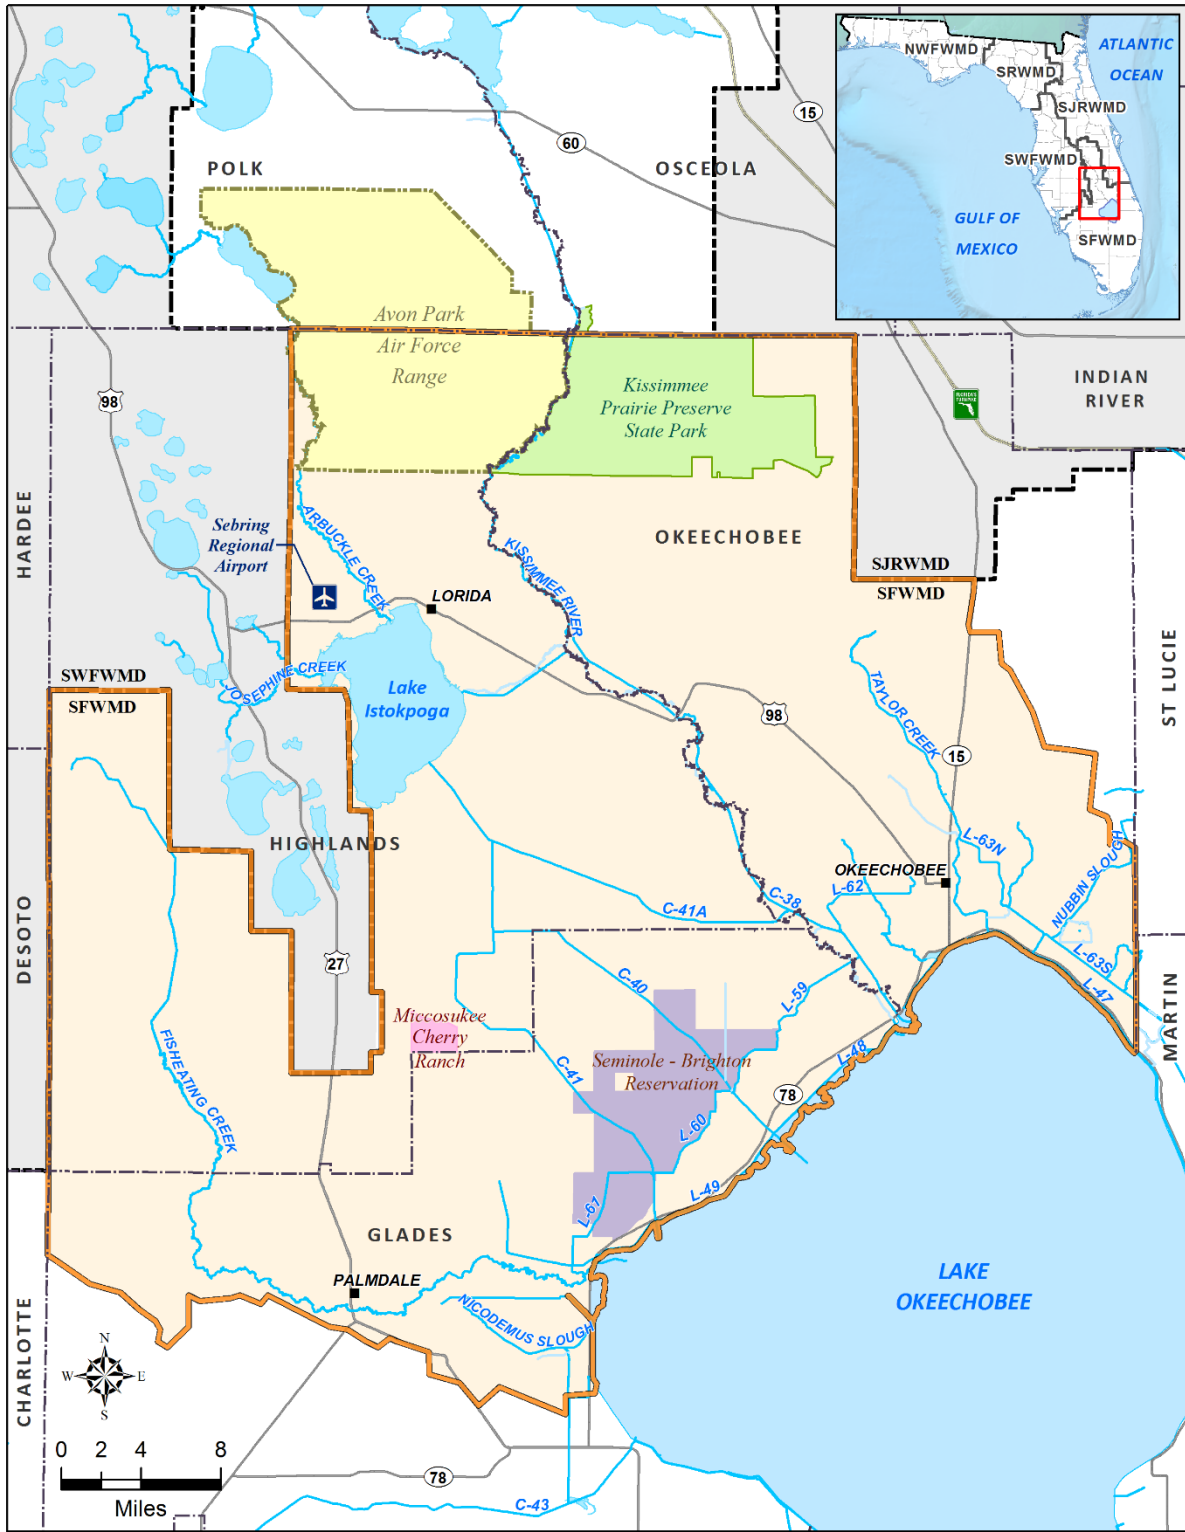 NWFWMD
ATLANTIC
OCEAN
SRWMD
SJRWMD
SWFWMD
GULF OF
MEXICO
SFWMD
15
60
POLK
OSCEOLA
Avon Park
Air Force
Range
Kissimmee
Prairie Preserve
State Park
INDIAN
RIVER
98
HARDEE
Sebring
Regional
Airport
ARBUCKLE CREEK
KISSIMMEE RIVER
OKEECHOBEE
SJRWMD
SFWMD
LORIDA
ST LUCIE
SWFWMD
SFWMD
JOSEPHINE CREEK
Lake
Istokpoga
TAYLOR CREEK
98
15
HIGHLANDS
L-63N
NUBBIN SLOUGH
OKEECHOBEE
L-62
C-38
C-41A
DESOTO
27
C-40
L-59
L-63S
L-47
MARTIN
Miccosukee
Cherry
Ranch
FISHEATING CREEK
C-41
Seminole - Brighton
Reservation
L-48
78
L-60
L-49
L-61
GLADES
PALMDALE
NICODEMUS SLOUGH
LAKE
OKEECHOBEE
CHARLOTTE
N
W
E
S
0 2 4 8
Miles
78
C-43